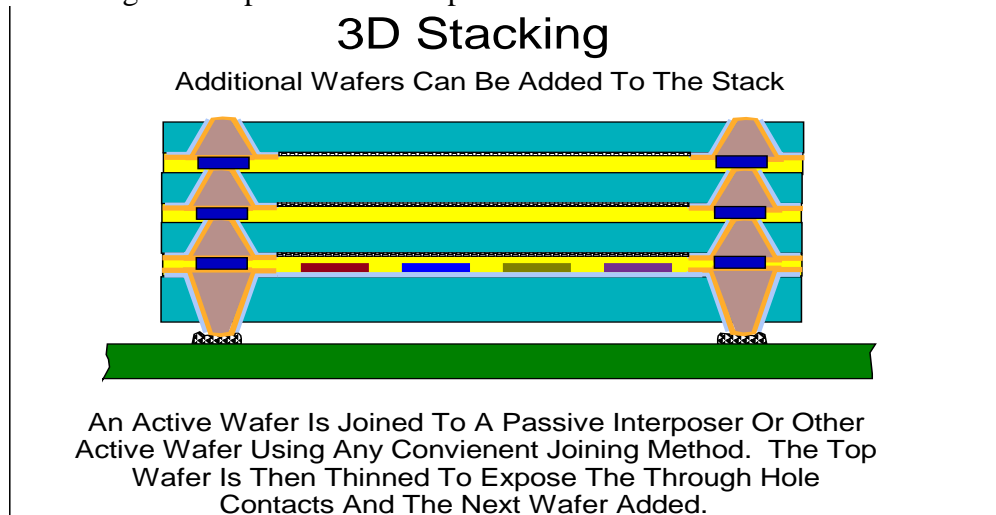 3D Stacking
Additional Wafers Can Be Added To The Stack
An Active Wafer Is Joined To A Passive Interposer Or Other
Active Wafer Using Any Convienent Joining Method. The Top
Wafer Is Then Thinned To Expose The Through Hole
Contacts And The Next Wafer Added.